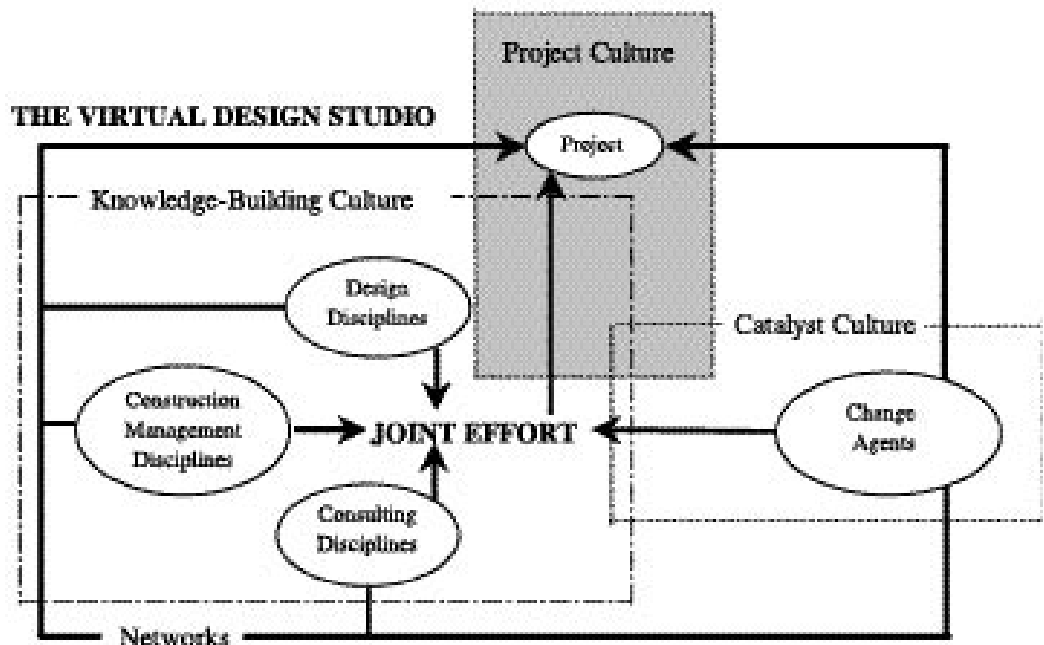 Project Culture
THE VIRTUAL DESIGN STUDIO
Project
Knowledge-Building Culture
Design
Disciplines
Catalyst Culture
Construction
Management
Disciplines
JOINT EFFORT
Change
Agents
Consulting
Disciplines
Networks